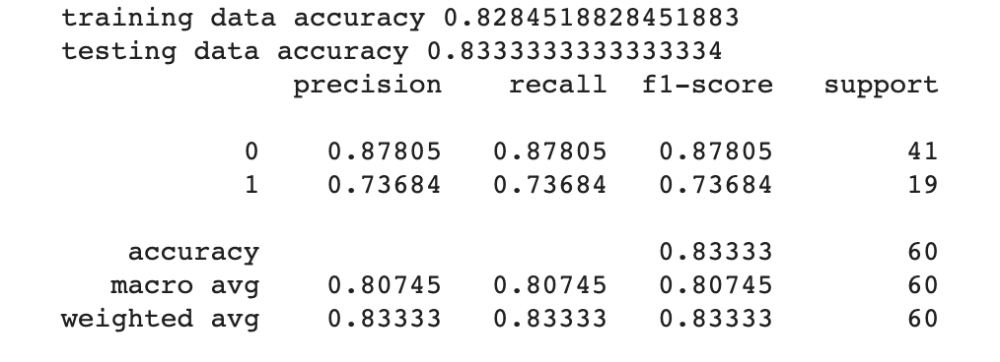 training data accuracy 0.8284518828451883
testing data accuracy 0.8333333333333334
precision recall f1-score support
0 0.87805 0.87805 0.87805 41
1 0.73684 0.73684 0.73684 19
accuracy 0.83333 60
macro avg 0.80745 0.80745 0.80745 60
weighted avg 0.83333 0.83333 0.83333 60